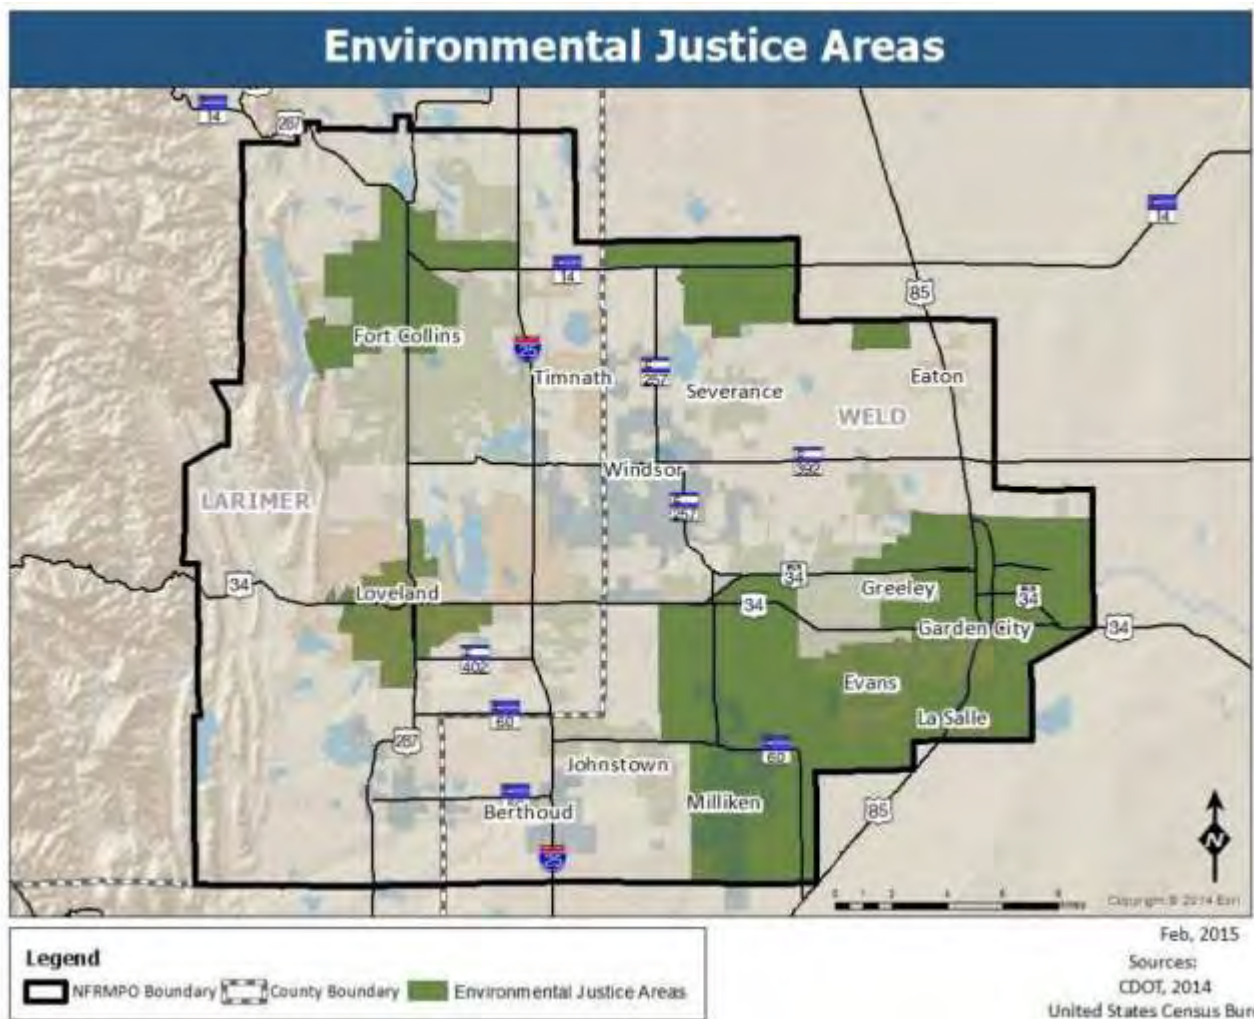 Environmental Justice Areas
14
287
14
14
85
Fort Collins
25
Timnath
257
Severance
Eaton
WELD
Windsor
392
LARIMER
257
34
Loveland
34
Greeley
34
34
Garden City
34
402
Evans
60
La Salle
287
60
Johnstown
Berthoud
Milliken
85
25
N
Copyright © 2014 Esri
Feb, 2015
Legend
NFRMPO Boundary County Boundary Environmental Justice Areas
Sources:
CDOT, 2014
United States Census